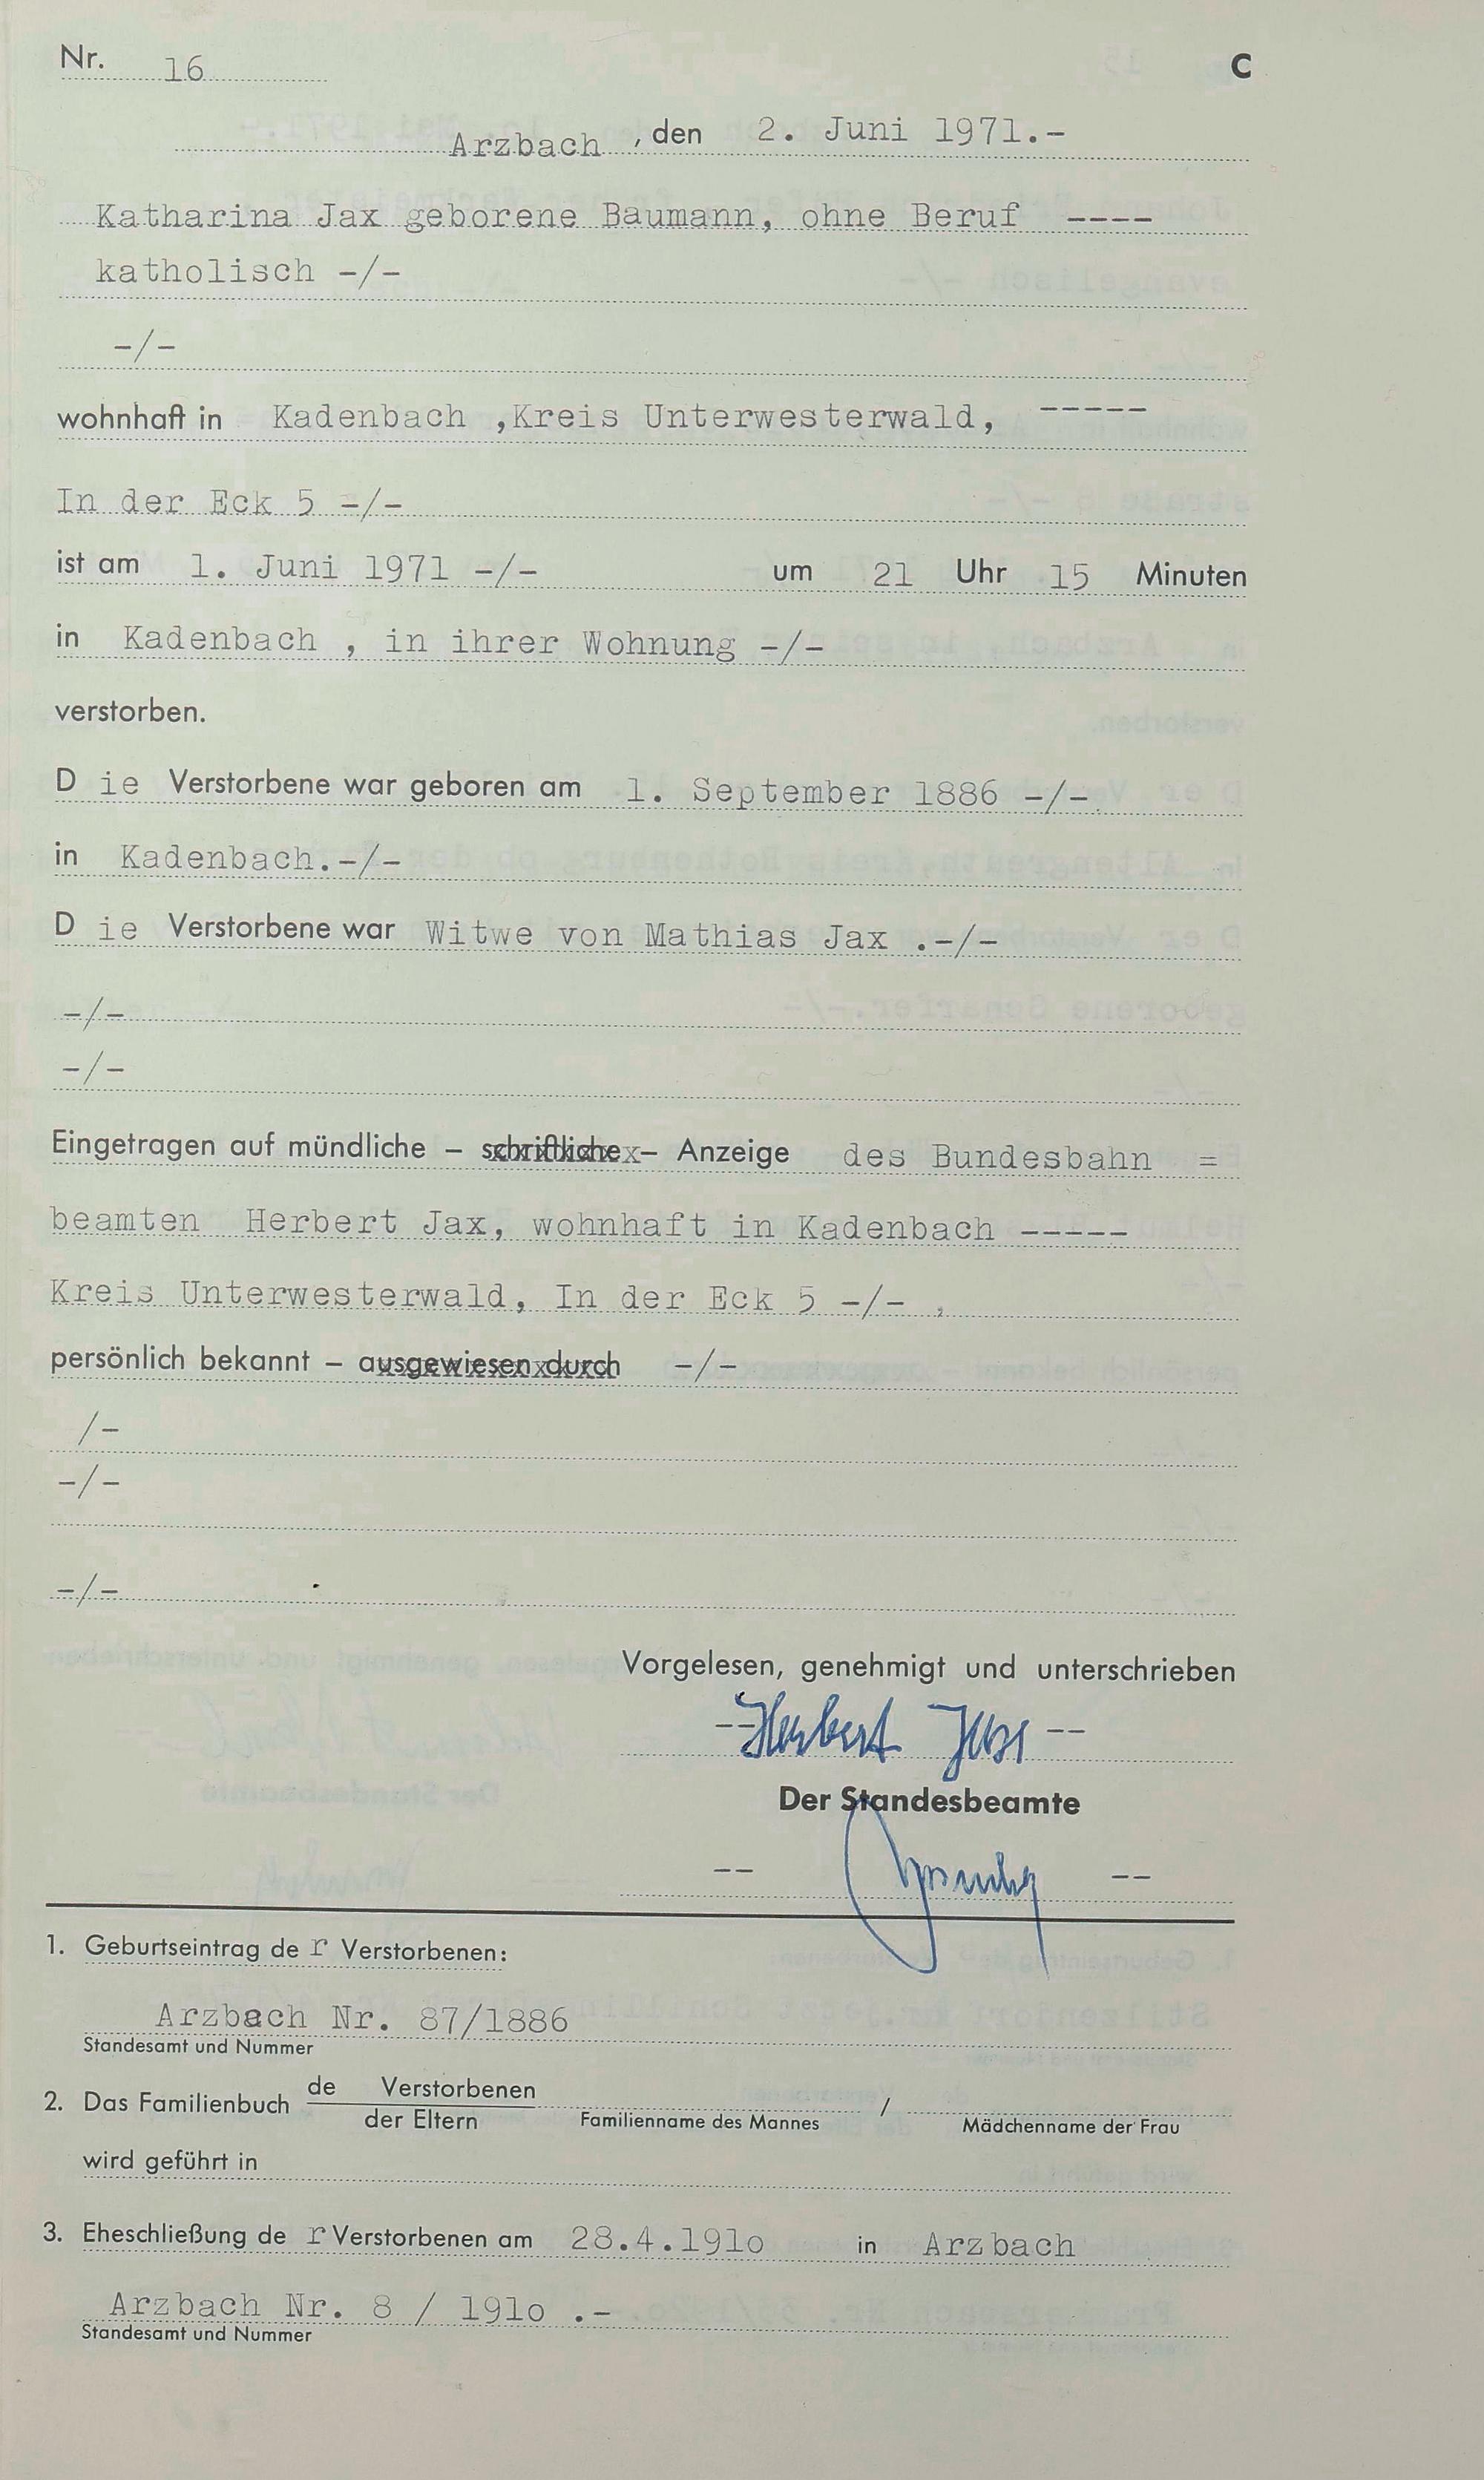 Nr. 16 C
Arzbach , den 2. Juni 1971.-
Katharina Jax geborene Baumann, ohne Beruf ----
katholisch -/-
-/-
wohnhaft in Kadenbach ,Kreis Unterwesterwald, -----
In der Eck 5 -/-
ist am 1. Juni 1971 -/- um 21 Uhr 15 Minuten
in Kadenbach , in ihrer Wohnung -/-
verstorben.
D ie Verstorbene war geboren am 1. September 1886 -/-
in Kadenbach.-/-
D ie Verstorbene war Witwe von Mathias Jax .-/-
-/-
-/-
Eingetragen auf mündliche – schriftliche – Anzeige des Bundesbahn =
beamten Herbert Jax, wohnhaft in Kadenbach -----
Kreis Unterwesterwald, In der Eck 5 -/- ,
persönlich bekannt – ausgewiesen durch -/-
/-
-/-
-/-
Vorgelesen, genehmigt und unterschrieben
-- Herbert Jax --
Der Standesbeamte
-- --
1. Geburtseintrag de r Verstorbenen:
Arzbach Nr. 87/1886
Standesamt und Nummer
2. Das Familienbuch de Verstorbenen
der Eltern Familienname des Mannes / Mädchenname der Frau
wird geführt in
3. Eheschließung de r Verstorbenen am 28.4.191o in Arzbach
Arzbach Nr. 8 / 191o .-
Standesamt und Nummer